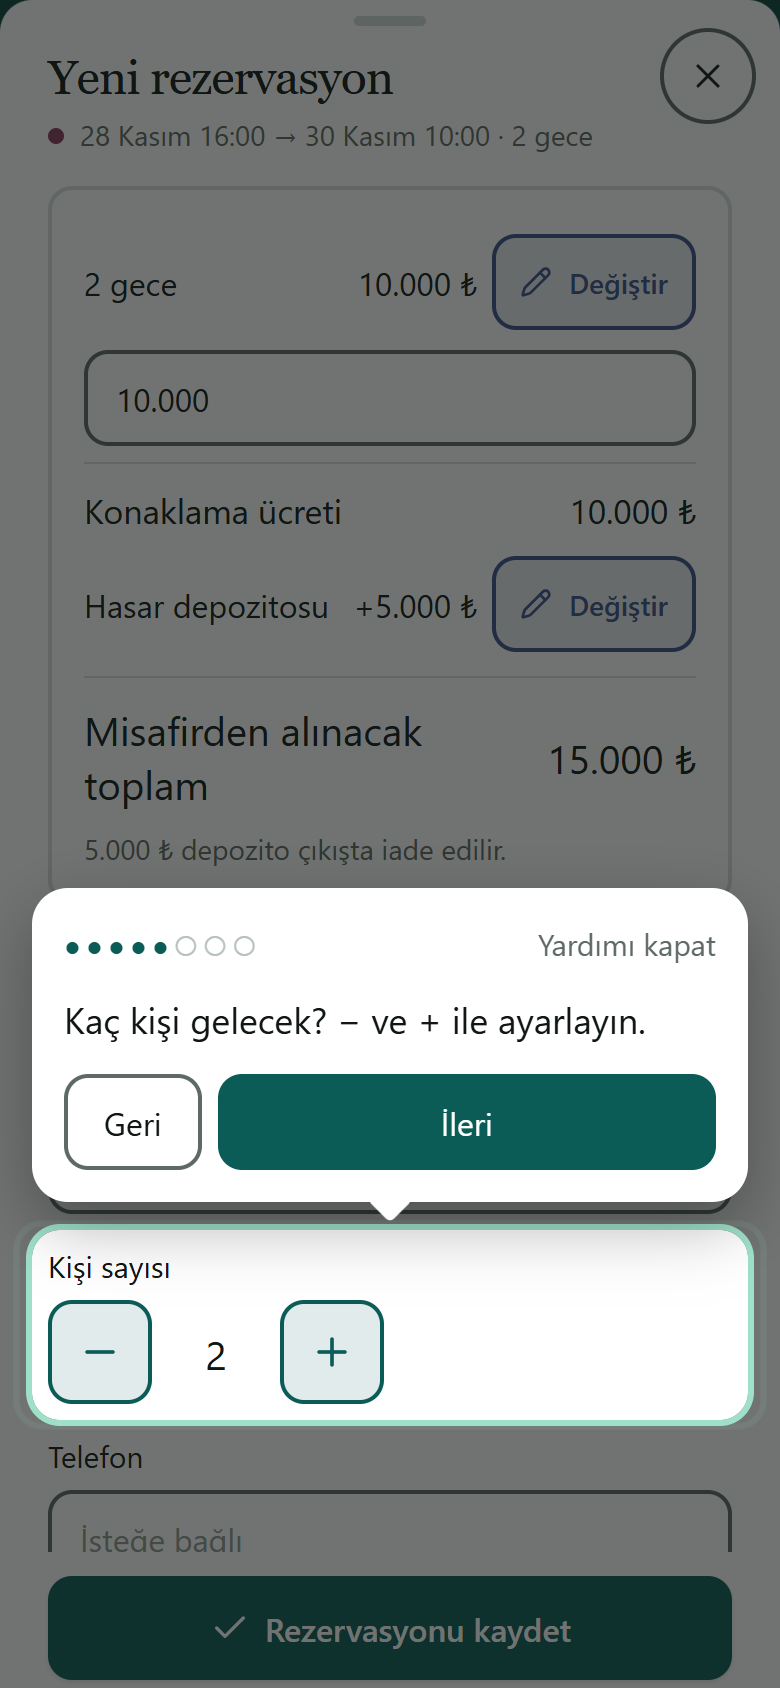 Yeni rezervasyon
28 Kasım 16:00 → 30 Kasım 10:00 · 2 gece
2 gece 10.000 ₺ Değiştir
10.000
Konaklama ücreti 10.000 ₺
Hasar depozitosu +5.000 ₺ Değiştir
Misafirden alınacak
toplam
15.000 ₺
5.000 ₺ depozito çıkışta iade edilir.
Yardımı kapat
Kaç kişi gelecek? − ve + ile ayarlayın.
Geri İleri
Kişi sayısı
− 2 +
Telefon
İsteğe bağlı
Rezervasyonu kaydet